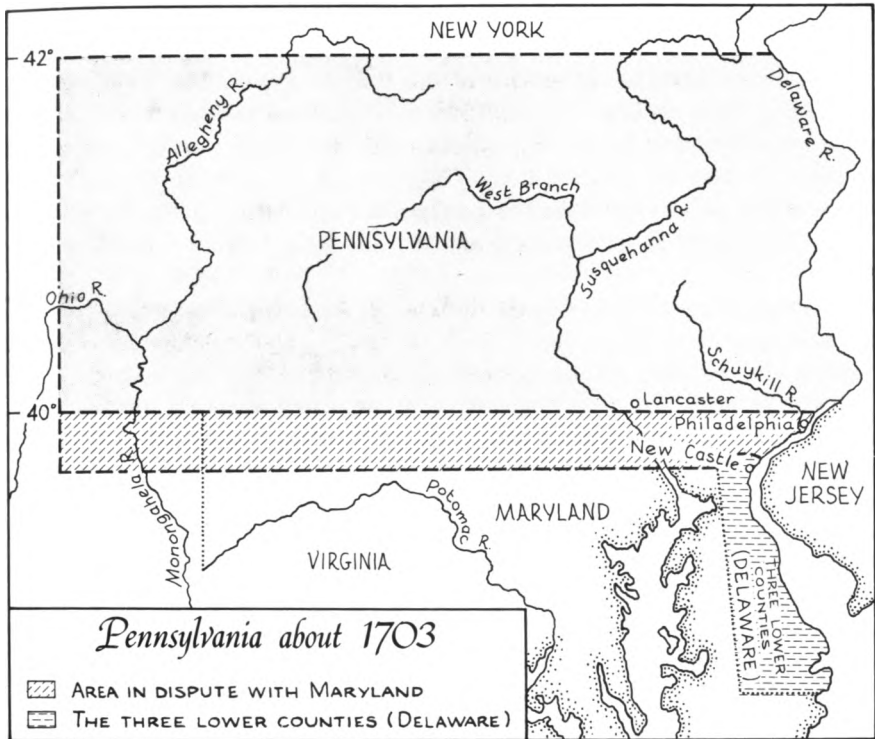 NEW YORK
42°
Allegheny R.
Delaware R.
West Branch
PENNSYLVANIA
Susquehanna R.
Ohio R.
Schuykill R.
40°
Lancaster
Philadelphia
New Castle
NEW
JERSEY
Monongahela R.
Potomac R.
MARYLAND
VIRGINIA
THREE LOWER
COUNTIES
(DELAWARE)
Pennsylvania about 1703
AREA IN DISPUTE WITH MARYLAND
THE THREE LOWER COUNTIES (DELAWARE)